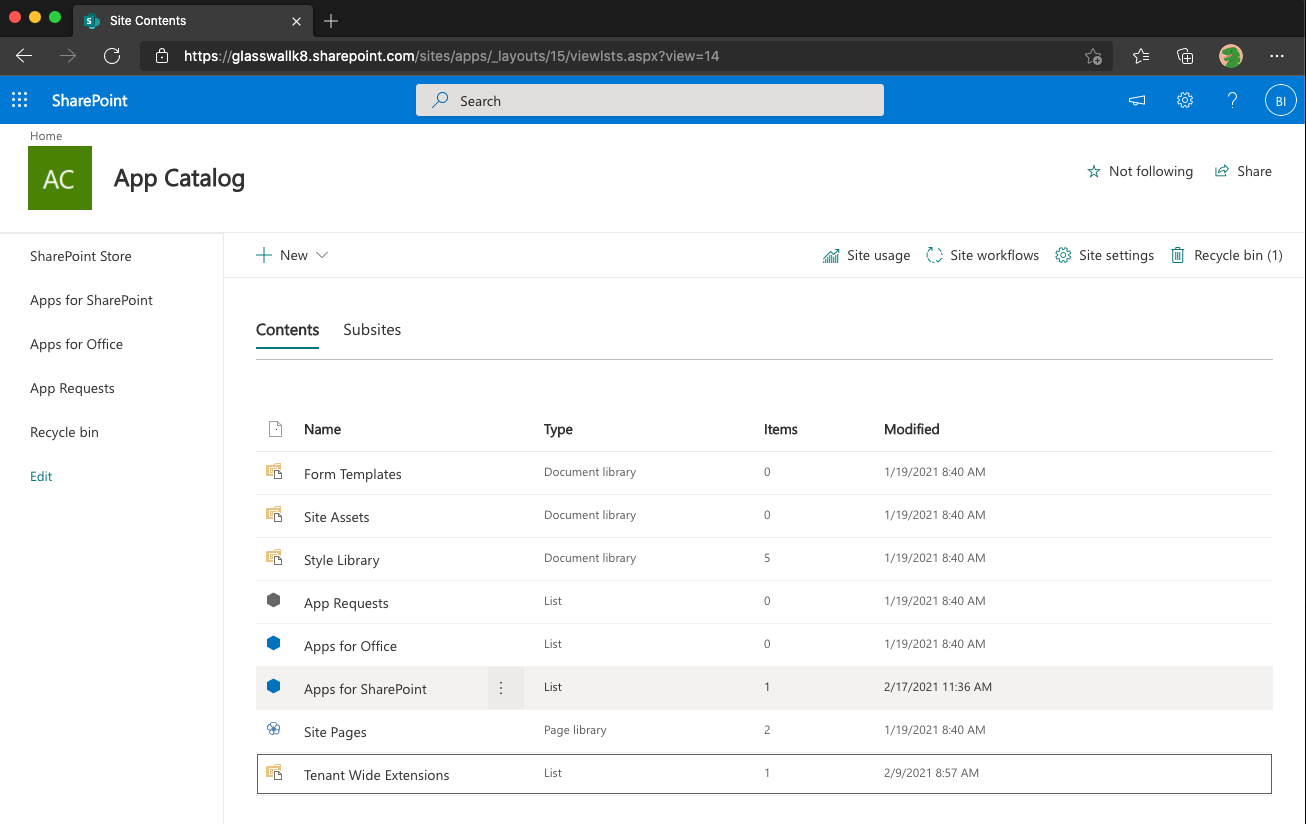 Site Contents
https://glasswallk8.sharepoint.com/sites/apps/_layouts/15/viewlsts.aspx?view=14
SharePoint Search ? BI
Home
AC App Catalog Not following Share
SharePoint Store
Apps for SharePoint
Apps for Office
App Requests
Recycle bin
Edit
New Site usage Site workflows Site settings Recycle bin (1)
Contents Subsites
Name Type Items Modified
Form Templates Document library 0 1/19/2021 8:40 AM
Site Assets Document library 0 1/19/2021 8:40 AM
Style Library Document library 5 1/19/2021 8:40 AM
App Requests List 0 1/19/2021 8:40 AM
Apps for Office List 0 1/19/2021 8:40 AM
Apps for SharePoint List 1 2/17/2021 11:36 AM
Site Pages Page library 2 1/19/2021 8:40 AM
Tenant Wide Extensions List 1 2/9/2021 8:57 AM